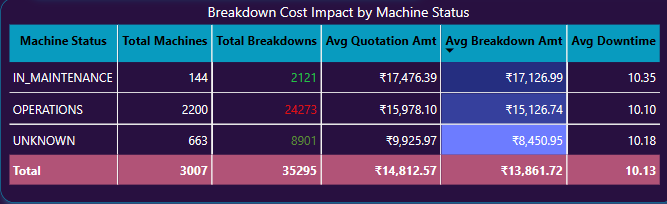 Breakdown Cost Impact by Machine Status
Machine Status Total Machines Total Breakdowns Avg Quotation Amt Avg Breakdown Amt Avg Downtime
IN_MAINTENANCE 144 2121 ₹17,476.39 ₹17,126.99 10.35
OPERATIONS 2200 24273 ₹15,978.10 ₹15,126.74 10.10
UNKNOWN 663 8901 ₹9,925.97 ₹8,450.95 10.18
Total 3007 35295 ₹14,812.57 ₹13,861.72 10.13